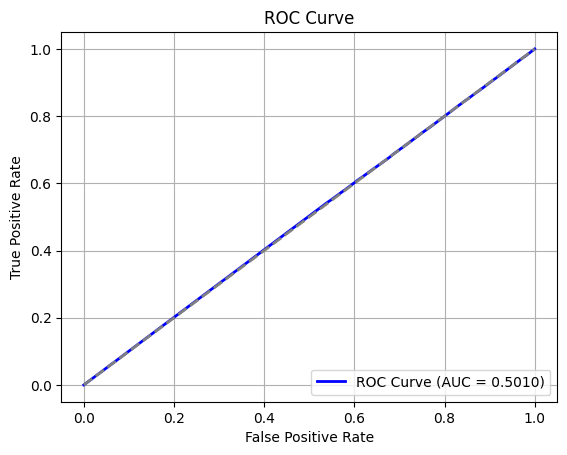 ROC Curve
True Positive Rate
1.0
0.8
0.6
0.4
0.2
0.0
ROC Curve (AUC = 0.5010)
0.0 0.2 0.4 0.6 0.8 1.0
False Positive Rate